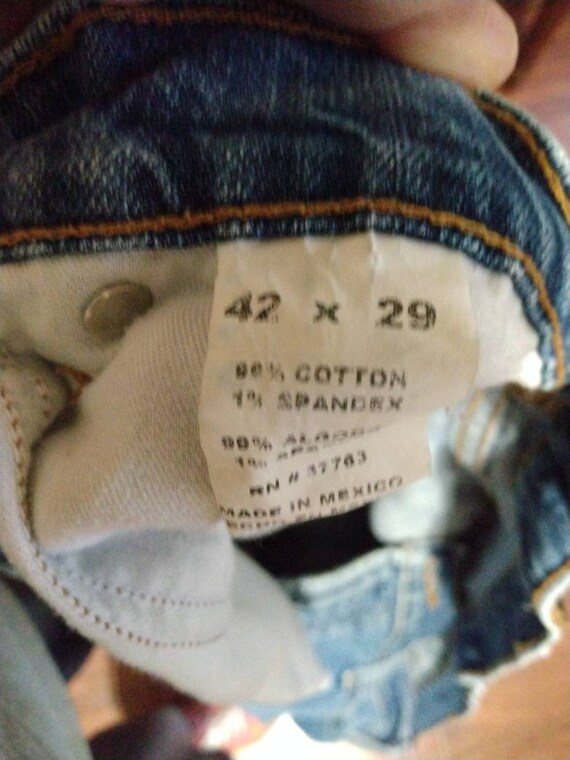 42 x 29
99% COTTON
1% SPANDEX
99%
1%
RN # 37763
MADE IN MEXICO